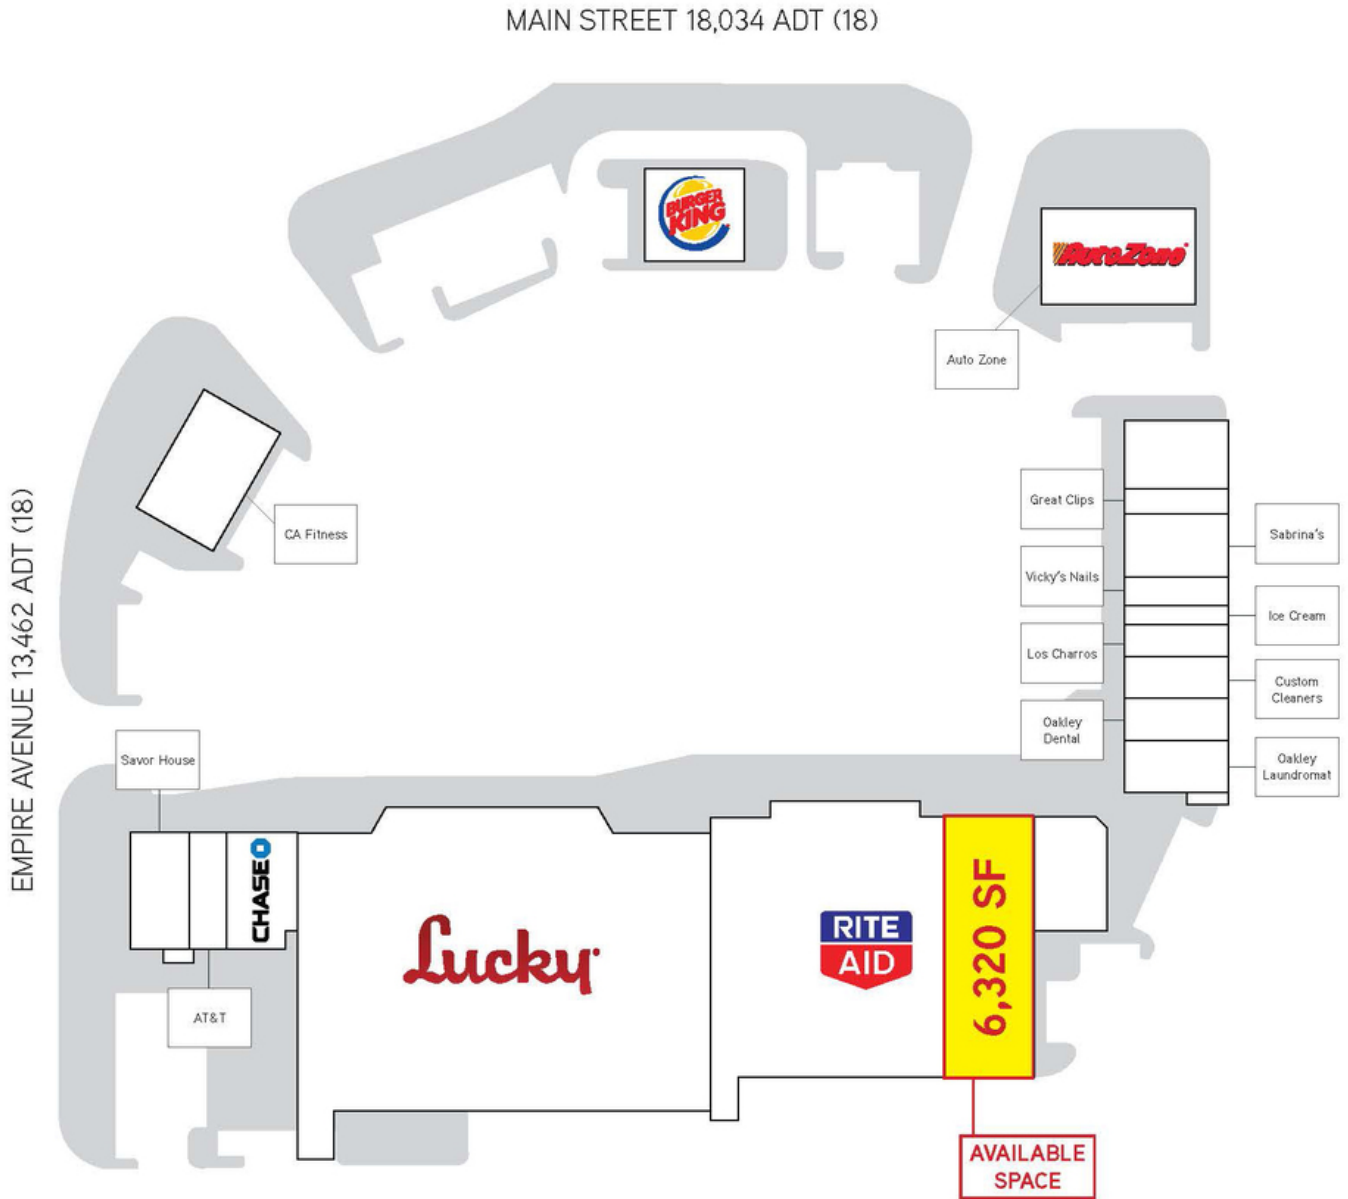 MAIN STREET 18,034 ADT (18)
BURGER
KING
AutoZone
Auto Zone
Great Clips
Sabrina's
CA Fitness
Vicky's Nails
Ice Cream
Los Charros
Custom
Cleaners
Oakley
Dental
Oakley
Laundromat
EMPIRE AVENUE 13,462 ADT (18)
Savor House
CHASE
Lucky
RITE
AID
6,320 SF
AT&T
AVAILABLE
SPACE